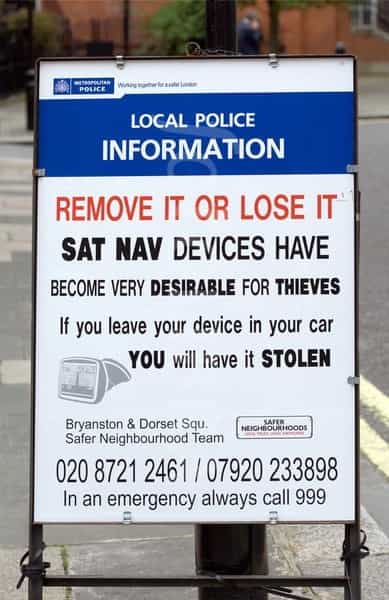 METROPOLITAN
POLICE
Working together for a safer London
LOCAL POLICE
INFORMATION
REMOVE IT OR LOSE IT
SAT NAV DEVICES HAVE
BECOME VERY DESIRABLE FOR THIEVES
If you leave your device in your car
YOU will have it STOLEN
Bryanston & Dorset Squ.
Safer Neighbourhood Team
SAFER
NEIGHBOURHOODS
020 8721 2461 / 07920 233898
In an emergency always call 999